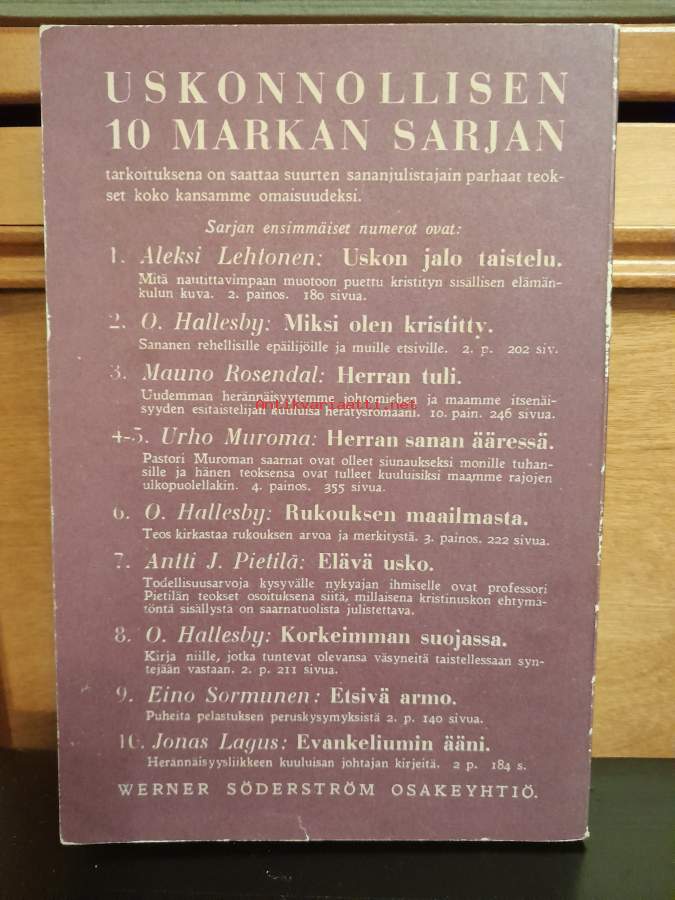 USKONNOLLISEN
10 MARKAN SARJAN
tarkoituksena on saattaa suurten sananjulistajain parhaat teok-
set koko kansamme omaisuudeksi.
Sarjan ensimmäiset numerot ovat:
1. Aleksi Lehtonen: Uskon jalo taistelu.
Mitä nautittavimpaan muotoon puettu kristityn sisällisen elämän-
kulun kuva. 2. painos. 180 sivua.
2. O. Hallesby: Miksi olen kristitty.
Sananen rehellisille epäilijöille ja muille etsiville. 2. p. 202 siv.
3. Mauno Rosendal: Herran tuli.
Uudemman herännäisyytemme johtomiehen ja maamme itsenäi-
syyden esitaistelijan kuuluisa herätysromaani. 10. pain. 246 sivua.
Antikvariaatti.net
4-5. Urho Muroma: Herran sanan ääressä.
Pastori Muroman saarnat ovat olleet siunaukseksi monille tuhan-
sille ja hänen teoksensa ovat tulleet kuuluisiksi maamme rajojen
ulkopuolellakin. 4. painos. 355 sivua.
6. O. Hallesby: Rukouksen maailmasta.
Teos kirkastaa rukouksen arvoa ja merkitystä. 3. painos. 222 sivua.
7. Antti J. Pietilä: Elävä usko.
Todellisuusarvoja kysyvälle nykyajan ihmiselle ovat professori
Pietilän teokset osoituksena siitä, millaisena kristinuskon ehtymä-
töntä sisällystä on saarnatuolista julistettava.
8. O. Hallesby: Korkeimman suojassa.
Kirja niille, jotka tuntevat olevansa väsyneitä taistellessaan syn-
tejään vastaan. 2. p. 211 sivua.
9. Eino Sormunen: Etsivä armo.
Puheita pelastuksen peruskysymyksistä 2. p. 140 sivua.
10. Jonas Lagus: Evankeliumin ääni.
Herännäisyysliikkeen kuuluisan johtajan kirjeitä. 2 p. 184 s.
WERNER SÖDERSTRÖM OSAKEYHTIÖ.